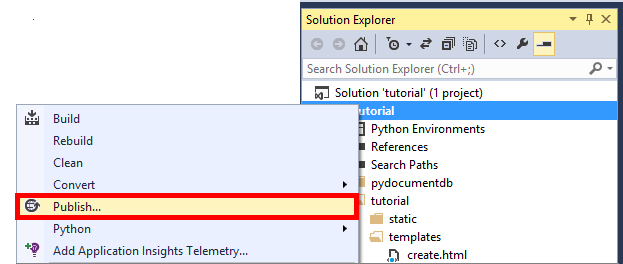 Solution Explorer
Search Solution Explorer (Ctrl+;)
Solution 'tutorial' (1 project)
tutorial
Python Environments
References
Search Paths
pydocumentdb
tutorial
static
templates
create.html
Build
Rebuild
Clean
Convert
Publish...
Python
Add Application Insights Telemetry...